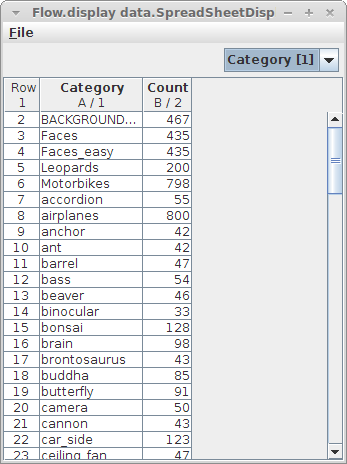 Flow.display data.SpreadSheetDisp
File
Category [1]
Row Category Count
1 A / 1 B / 2
2 BACKGROUND... 467
3 Faces 435
4 Faces_easy 435
5 Leopards 200
6 Motorbikes 798
7 accordion 55
8 airplanes 800
9 anchor 42
10 ant 42
11 barrel 47
12 bass 54
13 beaver 46
14 binocular 33
15 bonsai 128
16 brain 98
17 brontosaurus 43
18 buddha 85
19 butterfly 91
20 camera 50
21 cannon 43
22 car_side 123
23 ceiling_fan 47